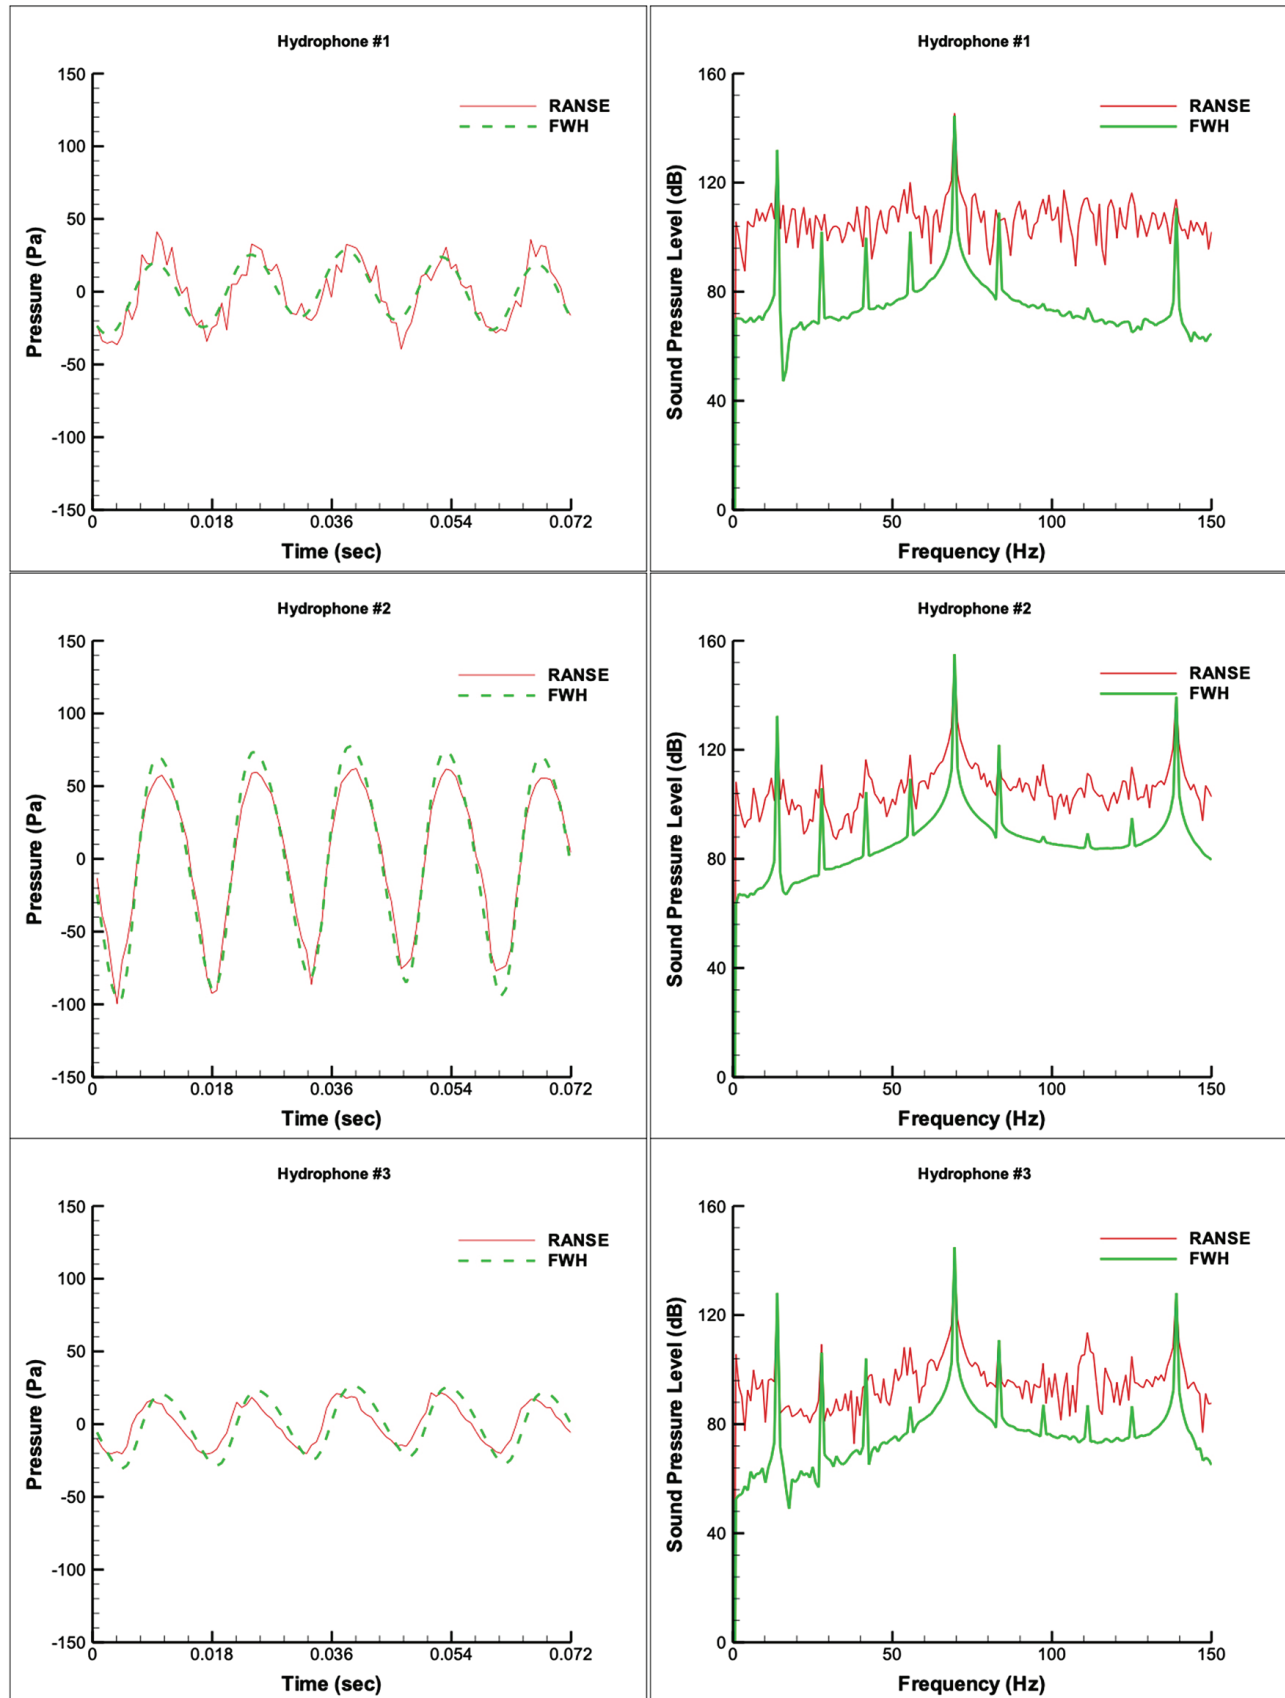 Hydrophone #1
150
100
50
0
-50
-100
-150
Pressure (Pa)
RANSE
FWH
0 0.018 0.036 0.054 0.072
Time (sec)
Hydrophone #1
160
120
80
40
0
Sound Pressure Level (dB)
RANSE
FWH
0 50 100 150
Frequency (Hz)
Hydrophone #2
150
100
50
0
-50
-100
-150
Pressure (Pa)
RANSE
FWH
0 0.018 0.036 0.054 0.072
Time (sec)
Hydrophone #2
160
120
80
40
0
Sound Pressure Level (dB)
RANSE
FWH
0 50 100 150
Frequency (Hz)
Hydrophone #3
150
100
50
0
-50
-100
-150
Pressure (Pa)
RANSE
FWH
0 0.018 0.036 0.054 0.072
Time (sec)
Hydrophone #3
160
120
80
40
0
Sound Pressure Level (dB)
RANSE
FWH
0 50 100 150
Frequency (Hz)